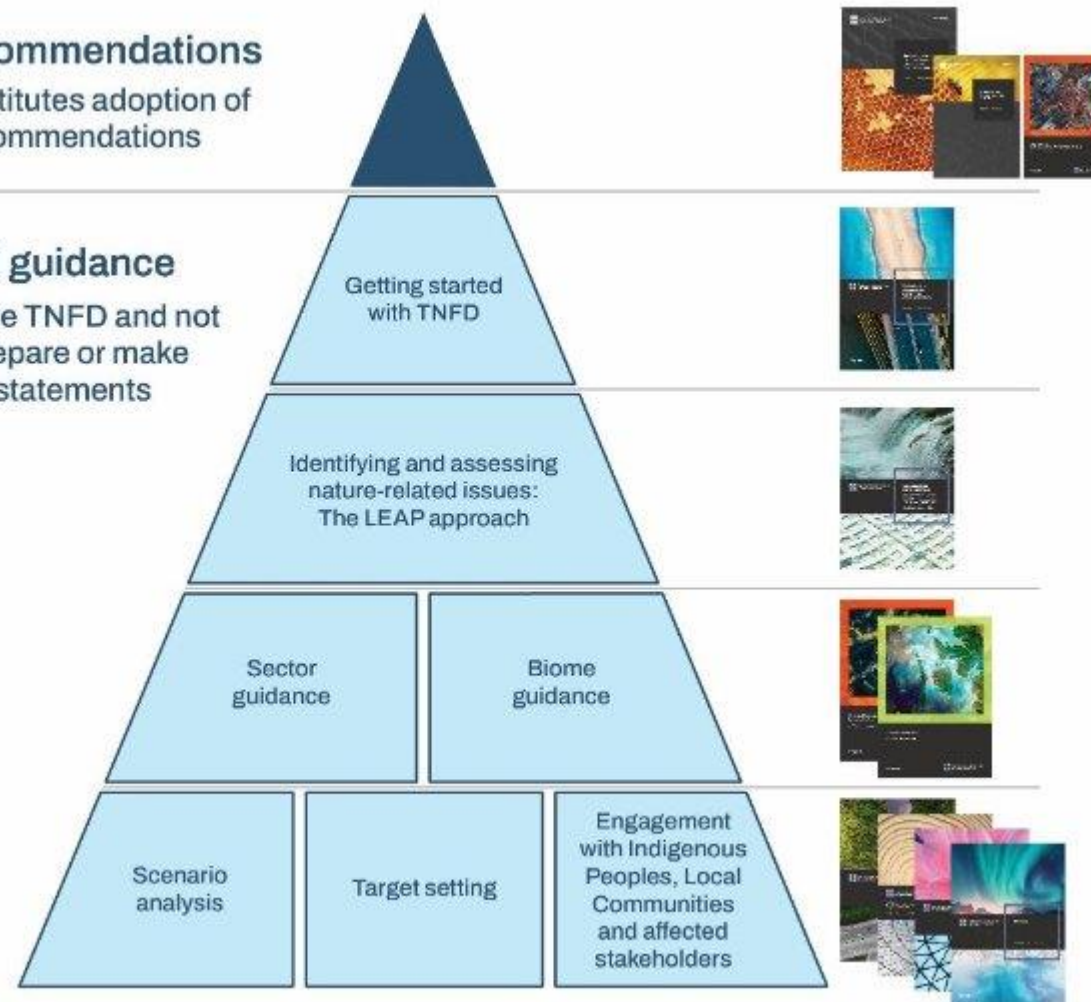 ommendations
titutes adoption of
ommendations
guidance
e TNFD and not
epare or make
statements
Getting started
with TNFD
Identifying and assessing
nature-related issues:
The LEAP approach
Sector
guidance
Biome
guidance
Scenario
analysis
Target setting
Engagement
with Indigenous
Peoples, Local
Communities
and affected
stakeholders